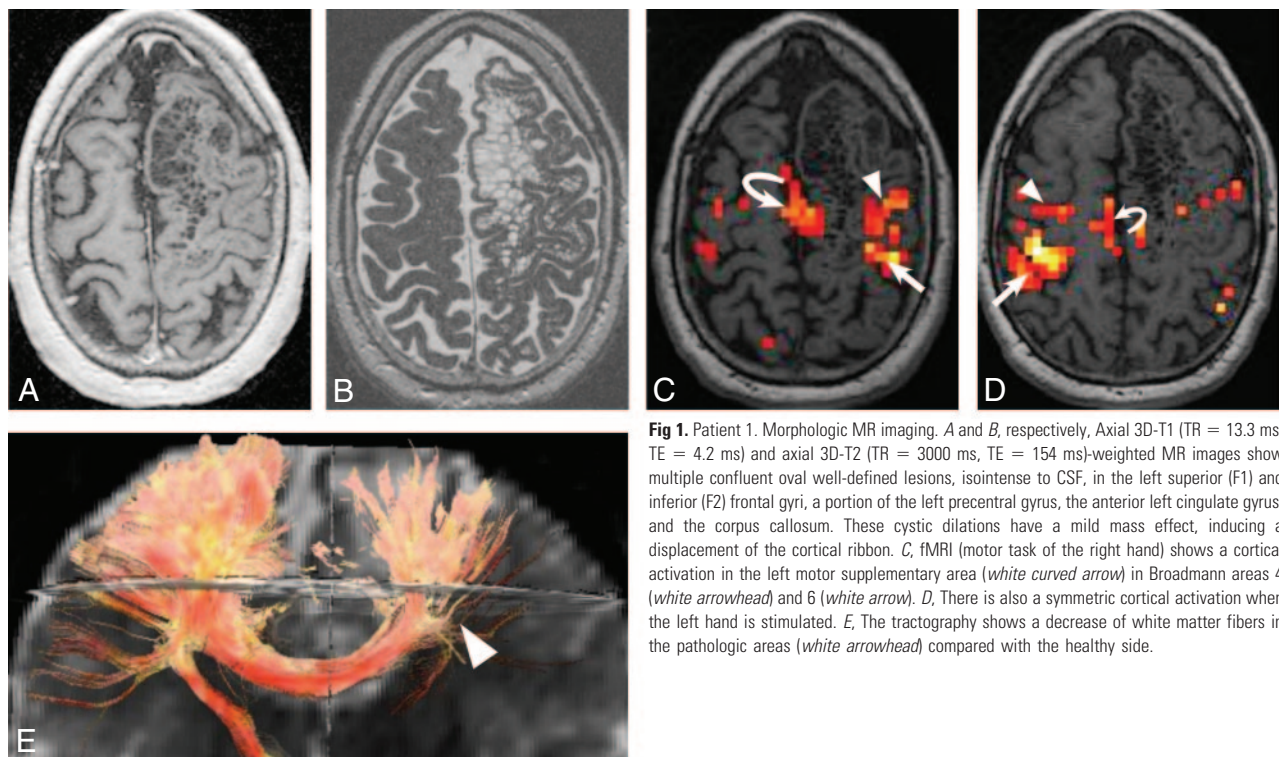 A
B
C
D
E
Fig 1. Patient 1. Morphologic MR imaging. A and B, respectively, Axial 3D-T1 (TR = 13.3 ms
TE = 4.2 ms) and axial 3D-T2 (TR = 3000 ms, TE = 154 ms)-weighted MR images show
multiple confluent oval well-defined lesions, isointense to CSF, in the left superior (F1) and
inferior (F2) frontal gyri, a portion of the left precentral gyrus, the anterior left cingulate gyrus
and the corpus callosum. These cystic dilations have a mild mass effect, inducing
displacement of the cortical ribbon. C, fMRI (motor task of the right hand) shows a cortical
activation in the left motor supplementary area (white curved arrow) in Broadmann areas 4
(white arrowhead) and 6 (white arrow). D, There is also a symmetric cortical activation when
the left hand is stimulated. E, The tractography shows a decrease of white matter fibers in
the pathologic areas (white arrowhead) compared with the healthy side.